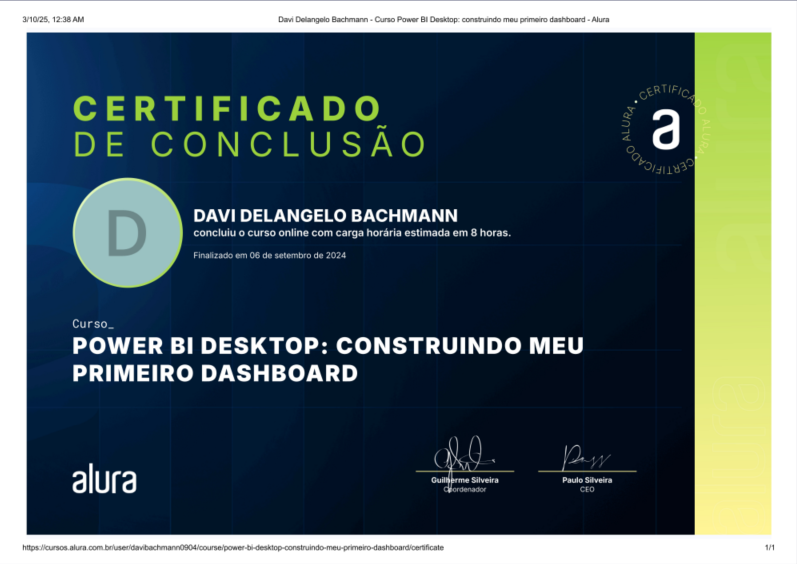 3/10/25, 12:38 AM
Davi Delangelo Bachmann - Curso Power BI Desktop: construindo meu primeiro dashboard - Alura
CERTIFICADO
DE CONCLUSÃO
CERTIFICADO ALURA • CERTIFICADO ALURA •
a
D
DAVI DELANGELO BACHMANN
concluiu o curso online com carga horária estimada em 8 horas.
Finalizado em 06 de setembro de 2024
Curso_
POWER BI DESKTOP: CONSTRUINDO MEU
PRIMEIRO DASHBOARD
alura
Guilherme Silveira
Coordenador
Paulo Silveira
CEO
https://cursos.alura.com.br/user/davibachmann0904/course/power-bi-desktop-construindo-meu-primeiro-dashboard/certificate
1/1